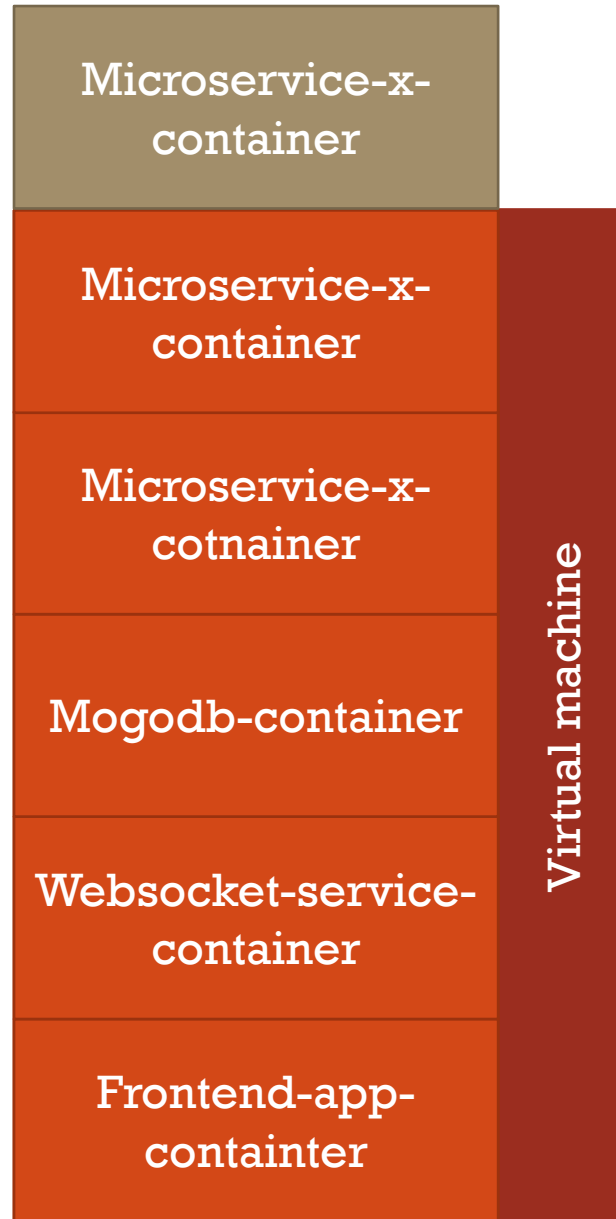 Microservice-x-
container
Microservice-x-
container
Microservice-x-
cotnainer
Mogodb-container
Websocket-service-
container
Frontend-app-
containter
Virtual machine